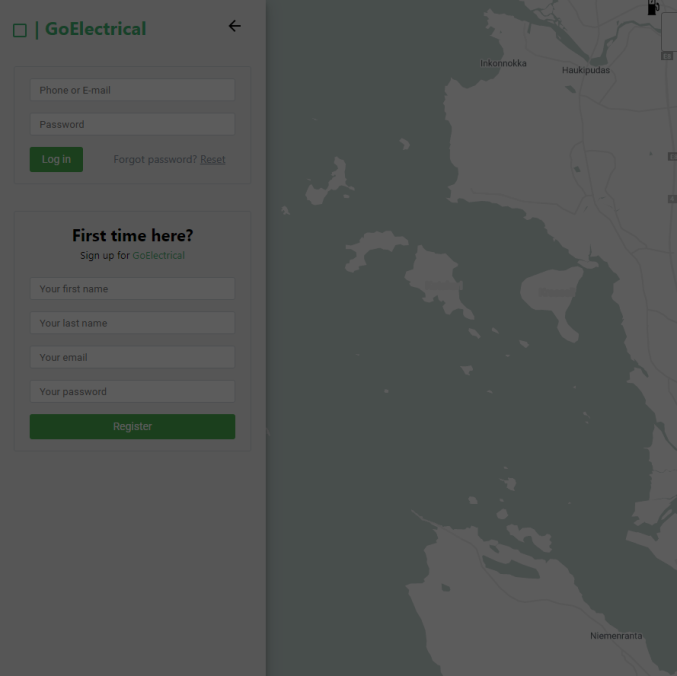 | GoElectrical
Phone or E-mail
Password
Log in
Forgot password? Reset
First time here?
Sign up for GoElectrical
Your first name
Your last name
Your email
Your password
Register
Inkonnokka
Haukipudas
Niemenranta